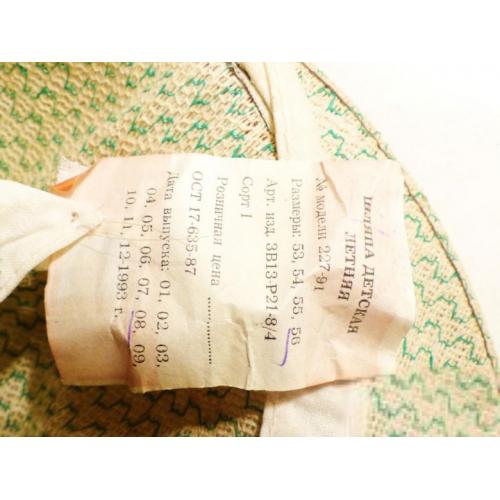 ШЛЯПА ДЕТСКАЯ
ЛЕТНЯЯ
№ модели 227-91
Размеры: 53, 54, 55, 56
Арт. изд. 3В13-Р21-8/4
Сорт I
Розничная цена ................
ОСТ 17-635-87
Дата выпуска: 01, 02, 03,
04, 05, 06, 07, 08, 09,
10, 11, 12.1993 г.